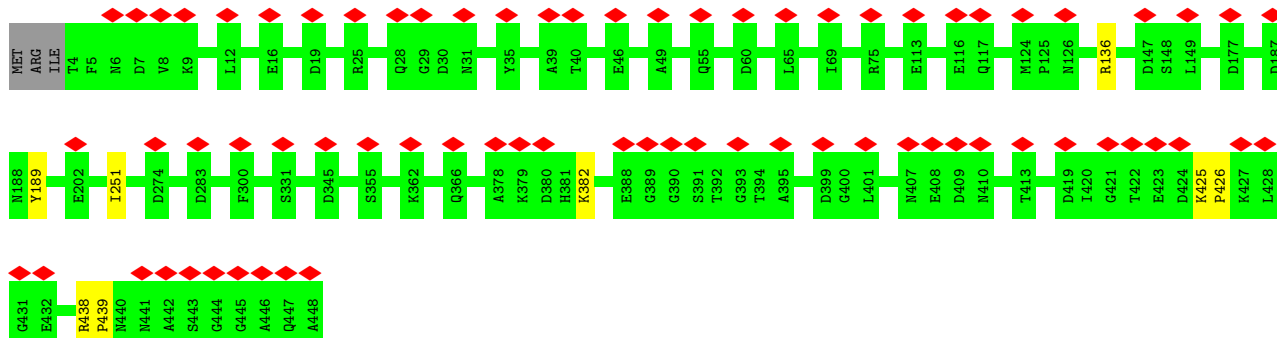 MET ARG ILE T4 F5 N6 D7 V8 K9 L12 E16 D19 R25 Q28 G29 D30 N31 Y35 A39 T40 E46 A49 Q55 D60 L65 I69 R75 E113 E116 Q117 M124 P125 N126 R136 D147 S148 L149 D177 D187
N188 Y189 E202 I251 D274 D283 F300 S331 D345 S355 K362 Q366 A378 K379 D380 H381 K382 E388 G389 G390 S391 T392 G393 T394 A395 D399 G400 L401 N407 E408 D409 N410 T413 D419 I420 G421 T422 E423 D424 K425 P426 K427 L428
G431 E432 R438 P439 N440 N441 A442 S443 G444 G445 A446 Q447 A448